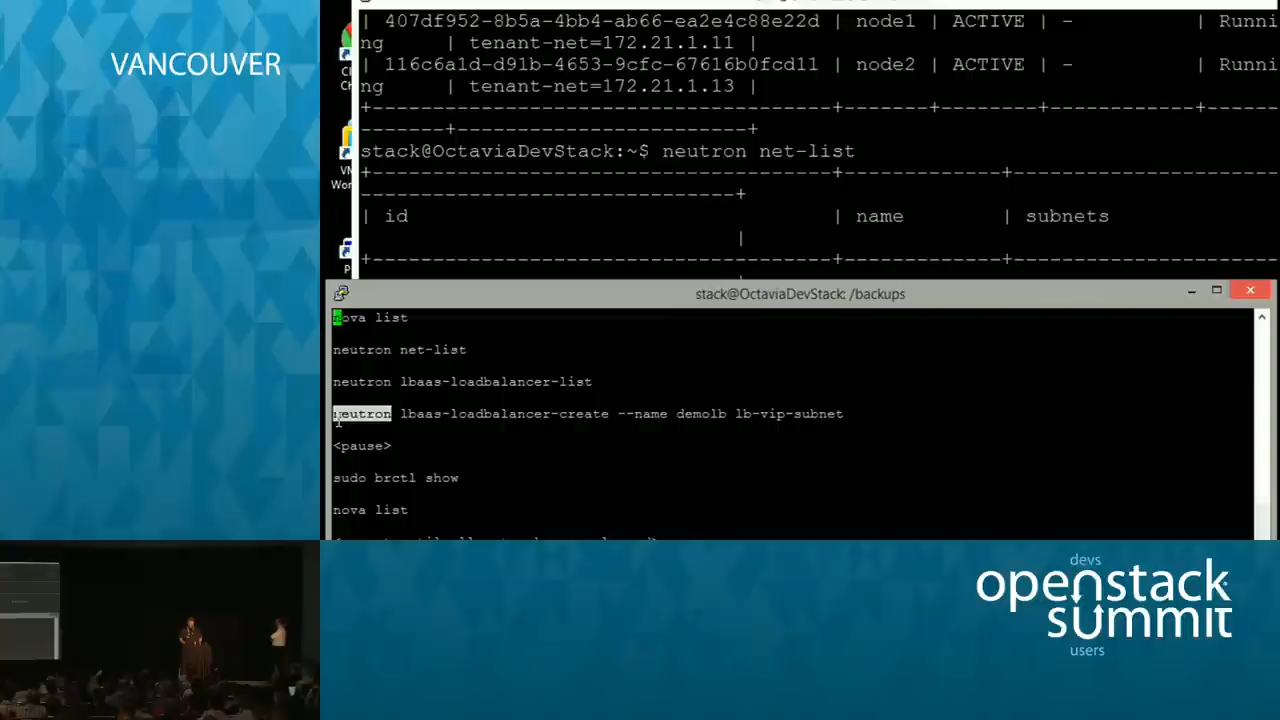 VANCOUVER
| 407df952-8b5a-4bb4-ab66-ea2e4c88e22d | node1 | ACTIVE | - | Runni
ng | tenant-net=172.21.1.11 |
| 116c6a1d-d91b-4653-9cfc-67616b0fcd11 | node2 | ACTIVE | - | Runni
ng | tenant-net=172.21.1.13 |
stack@OctaviaDevStack:~$ neutron net-list
| id | name | subnets
|
stack@OctaviaDevStack: /backups
nova list
neutron net-list
neutron lbaas-loadbalancer-list
neutron lbaas-loadbalancer-create --name demolb lb-vip-subnet
<pause>
sudo brctl show
nova list
devs
openstack
summit
users